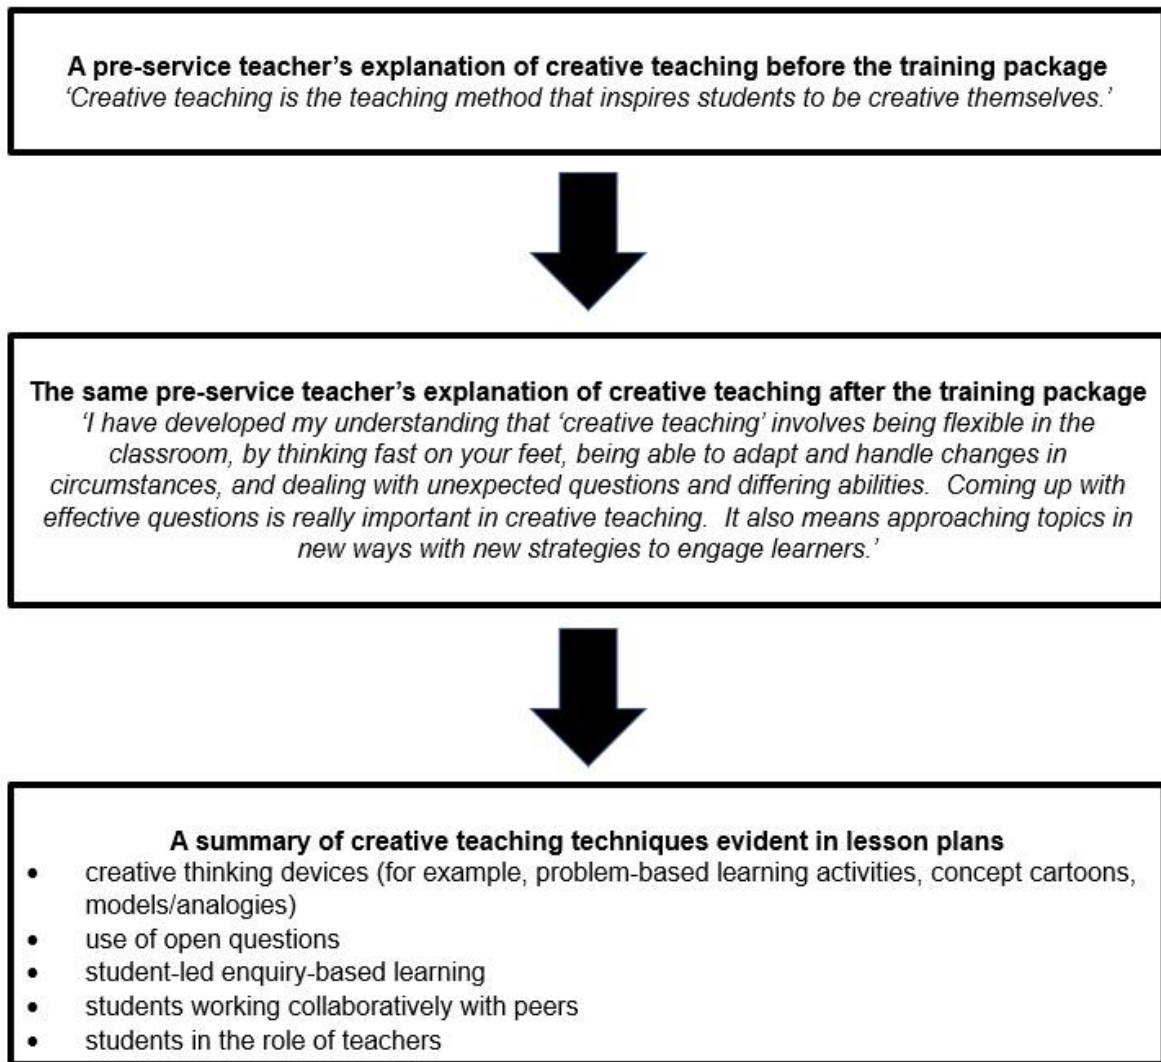 A pre-service teacher’s explanation of creative teaching before the training package
‘Creative teaching is the teaching method that inspires students to be creative themselves.’
The same pre-service teacher’s explanation of creative teaching after the training package
‘I have developed my understanding that ‘creative teaching’ involves being flexible in the
classroom, by thinking fast on your feet, being able to adapt and handle changes in
circumstances, and dealing with unexpected questions and differing abilities.  Coming up with
effective questions is really important in creative teaching.  It also means approaching topics in
new ways with new strategies to engage learners.’
A summary of creative teaching techniques evident in lesson plans
• creative thinking devices (for example, problem-based learning activities, concept cartoons,
models/analogies)
• use of open questions
• student-led enquiry-based learning
• students working collaboratively with peers
• students in the role of teachers